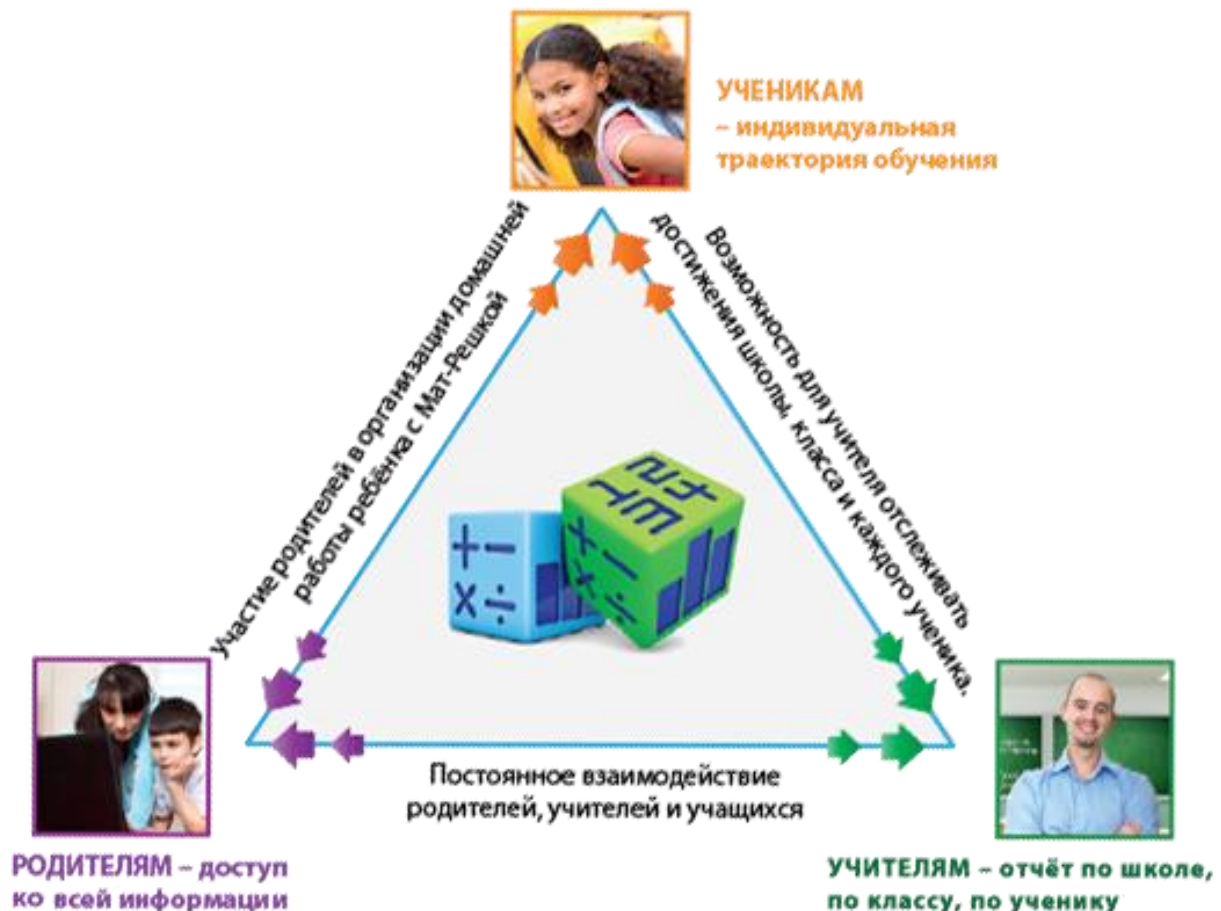 УЧЕНИКАМ
– индивидуальная
траектория обучения
Участие родителей в организации домашней
работы ребёнка с Мат-Решкой
Возможность для учителя отслеживать
достижения школы, класса и каждого ученика.
+ −
× ÷
+ −
× ÷
Постоянное взаимодействие
родителей, учителей и учащихся
РОДИТЕЛЯМ – доступ
ко всей информации
УЧИТЕЛЯМ – отчёт по школе,
по классу, по ученику